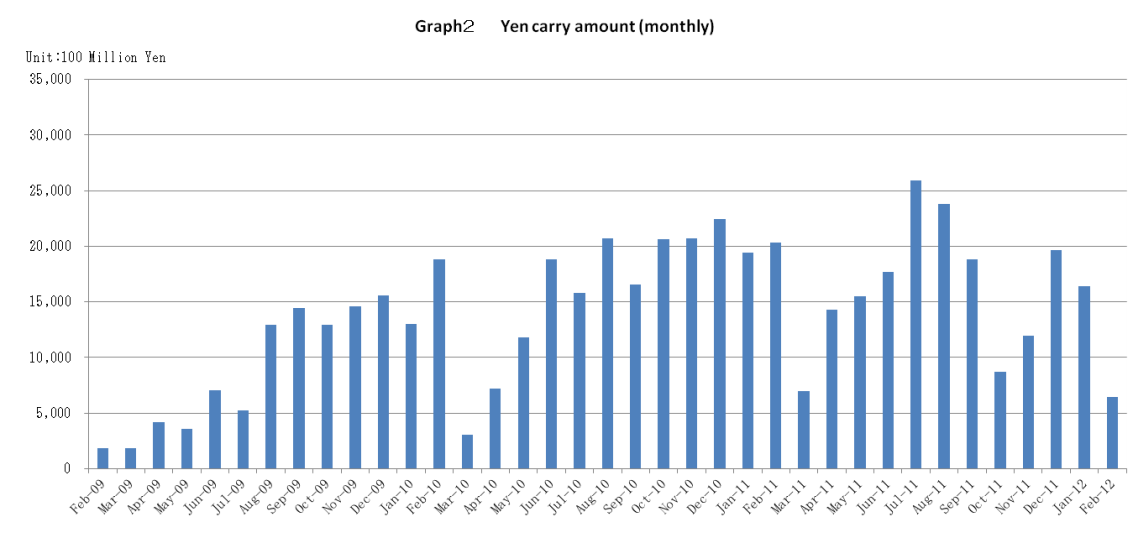 Graph２ Yen carry amount (monthly)
Unit:100 Million Yen
35,000
30,000
25,000
20,000
15,000
10,000
5,000
0
Feb-09
Mar-09
Apr-09
May-09
Jun-09
Jul-09
Aug-09
Sep-09
Oct-09
Nov-09
Dec-09
Jan-10
Feb-10
Mar-10
Apr-10
May-10
Jun-10
Jul-10
Aug-10
Sep-10
Oct-10
Nov-10
Dec-10
Jan-11
Feb-11
Mar-11
Apr-11
May-11
Jun-11
Jul-11
Aug-11
Sep-11
Oct-11
Nov-11
Dec-11
Jan-12
Feb-12